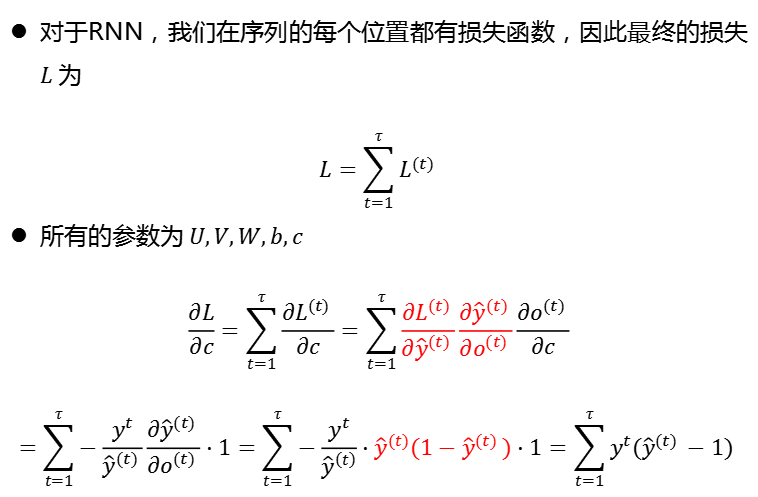 ● 对于RNN，我们在序列的每个位置都有损失函数，因此最终的损失
L 为
$L = \sum_{t=1}^{\tau} L^{(t)}$
● 所有的参数为 U, V, W, b, c
$\frac{\partial L}{\partial c} = \sum_{t=1}^{\tau} \frac{\partial L^{(t)}}{\partial c} = \sum_{t=1}^{\tau} \frac{\partial L^{(t)}}{\partial \hat{y}^{(t)}} \frac{\partial \hat{y}^{(t)}}{\partial o^{(t)}} \frac{\partial o^{(t)}}{\partial c}$
$= \sum_{t=1}^{\tau} -\frac{y^{t}}{\hat{y}^{(t)}} \frac{\partial \hat{y}^{(t)}}{\partial o^{(t)}} \cdot 1 = \sum_{t=1}^{\tau} -\frac{y^{t}}{\hat{y}^{(t)}} \cdot \hat{y}^{(t)}(1 - \hat{y}^{(t)}) \cdot 1 = \sum_{t=1}^{\tau} y^{t}(\hat{y}^{(t)} - 1)$